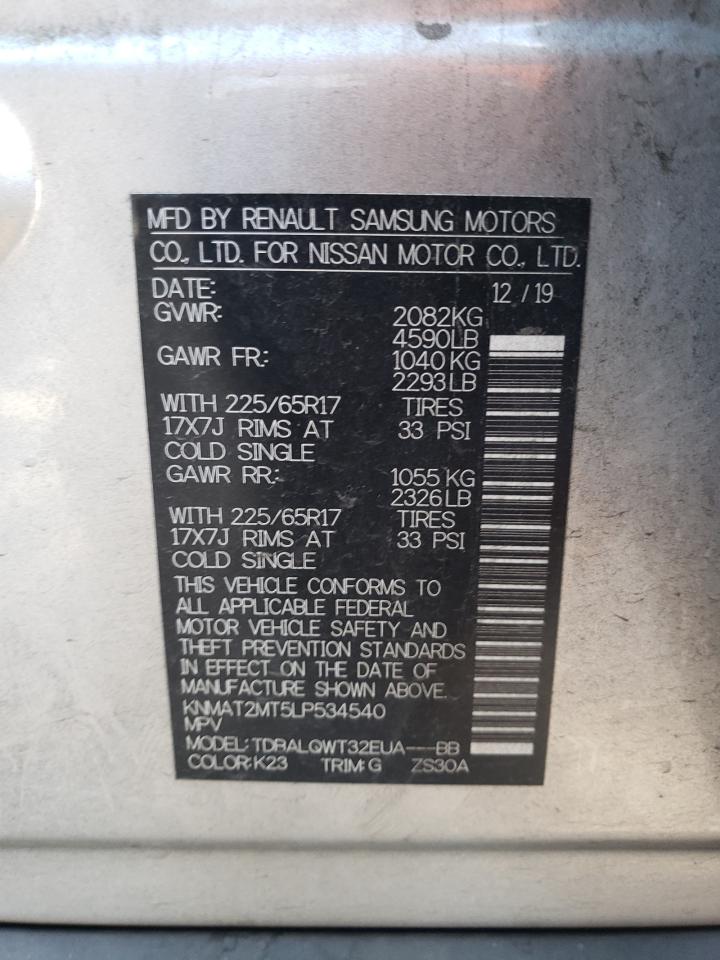 MFD BY RENAULT SAMSUNG MOTORS
CO., LTD. FOR NISSAN MOTOR CO., LTD.
DATE: 12 / 19
GVWR: 2082KG
4590LB
GAWR FR.: 1040 KG
2293 LB
WITH 225/65R17 TIRES
17X7J RIMS AT 33 PSI
COLD SINGLE
GAWR RR.: 1055 KG
2326 LB
WITH 225/65R17 TIRES
17X7J RIMS AT 33 PSI
COLD SINGLE
THIS VEHICLE CONFORMS TO
ALL APPLICABLE FEDERAL
MOTOR VEHICLE SAFETY AND
THEFT PREVENTION STANDARDS
IN EFFECT ON THE DATE OF
MANUFACTURE SHOWN ABOVE.
KNMAT2MT5LP534540
MPV
MODEL: TDRALQWT32EUA---BB
COLOR:K23 TRIM:G ZS30A